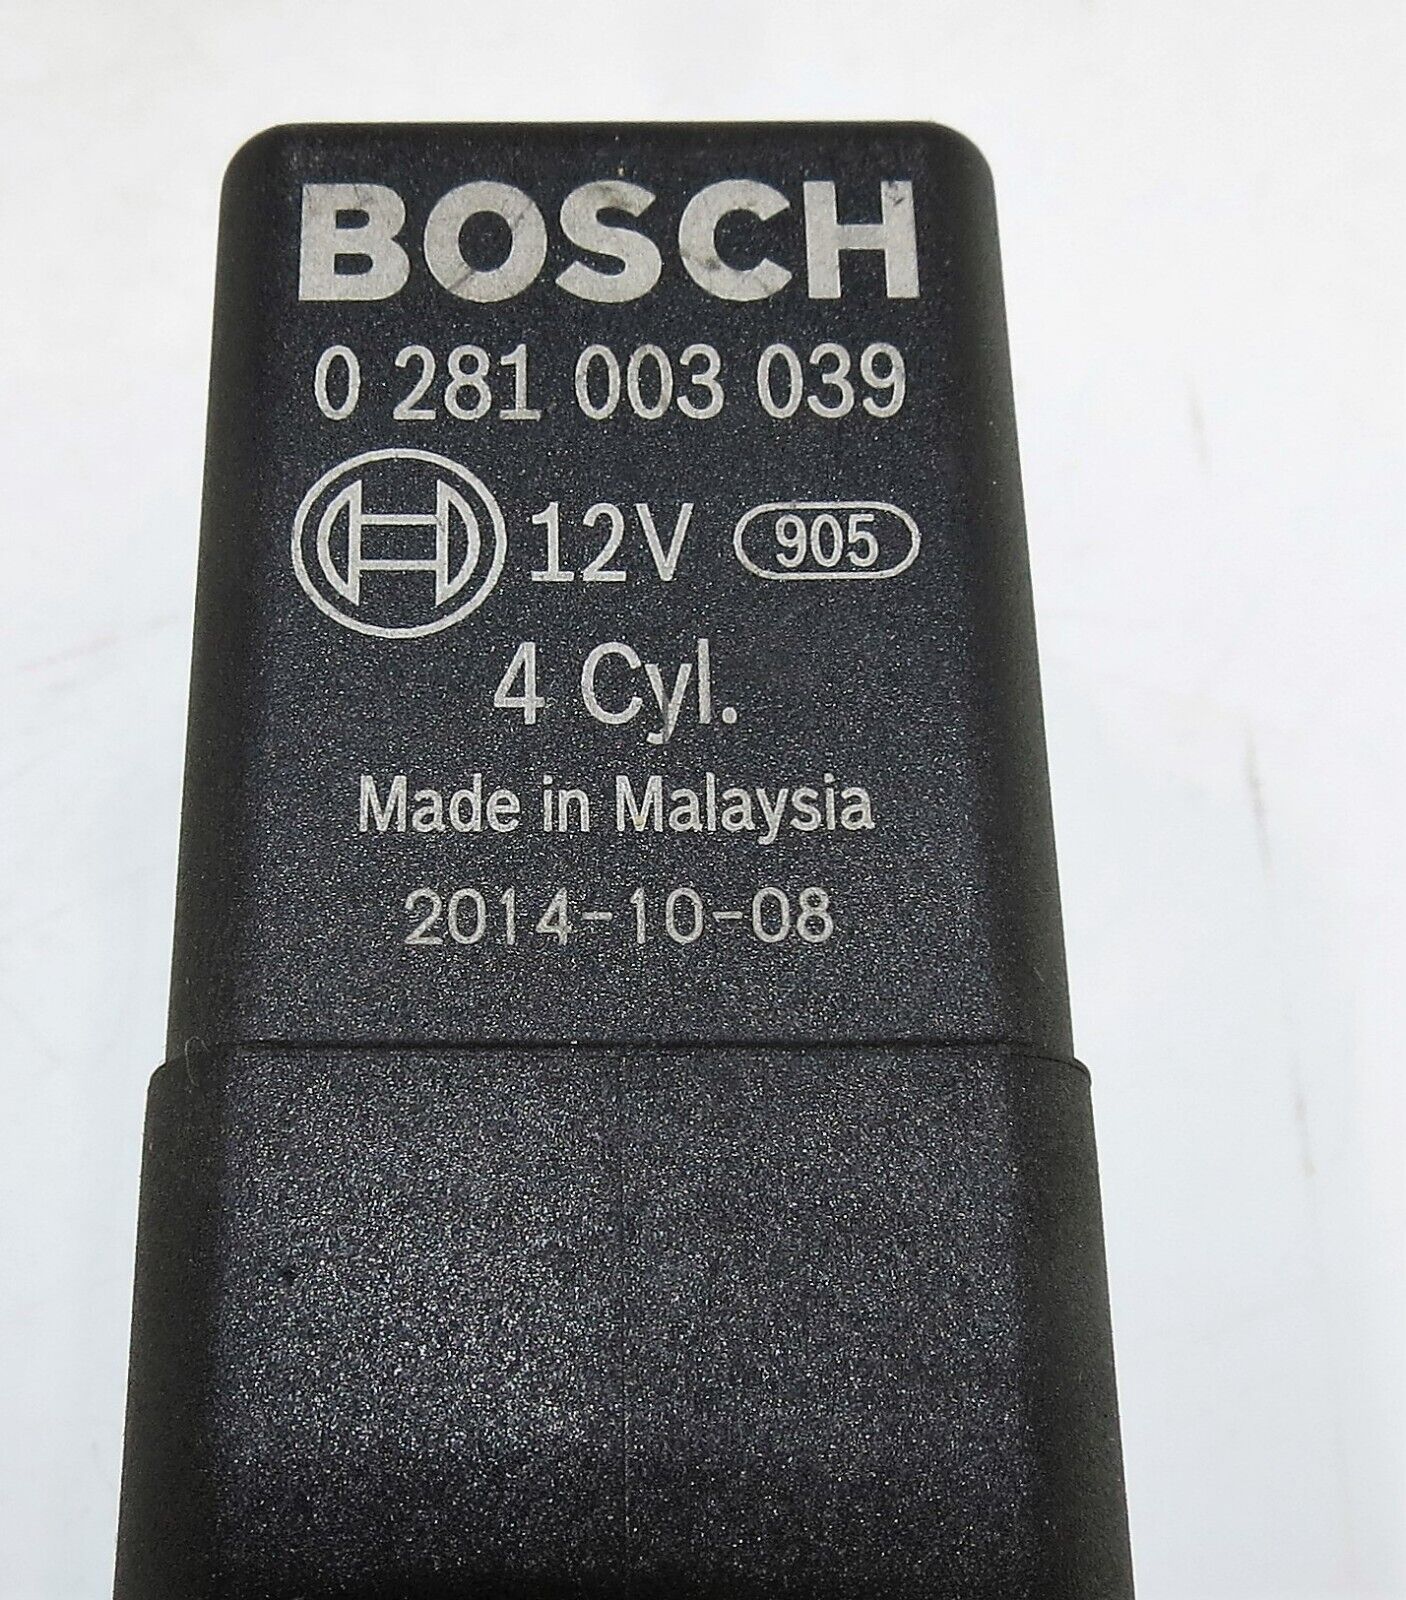 BOSCH
0 281 003 039
12V 905
4 Cyl.
Made in Malaysia
2014-10-08